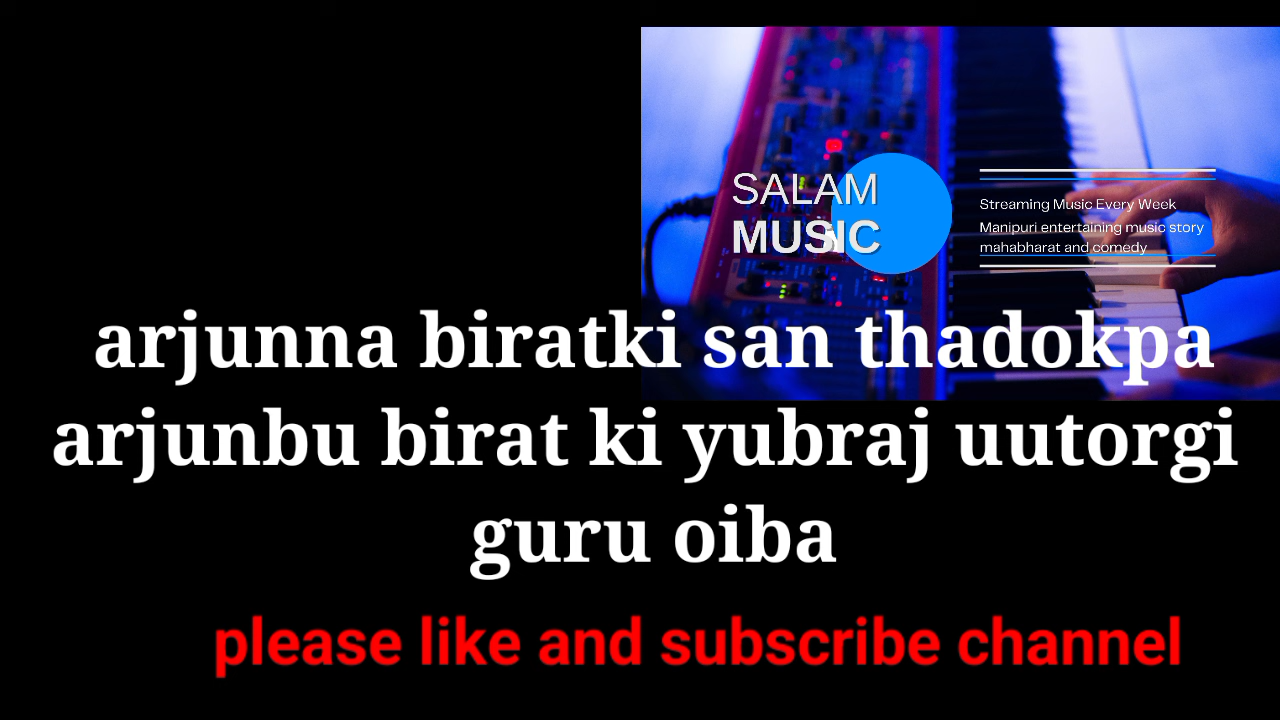 SALAM
MUSIC
Streaming Music Every Week
Manipuri entertaining music story
mahabharat and comedy
arjunna biratki san thadokpa
arjunbu birat ki yubraj uutorgi
guru oiba
please like and subscribe channel